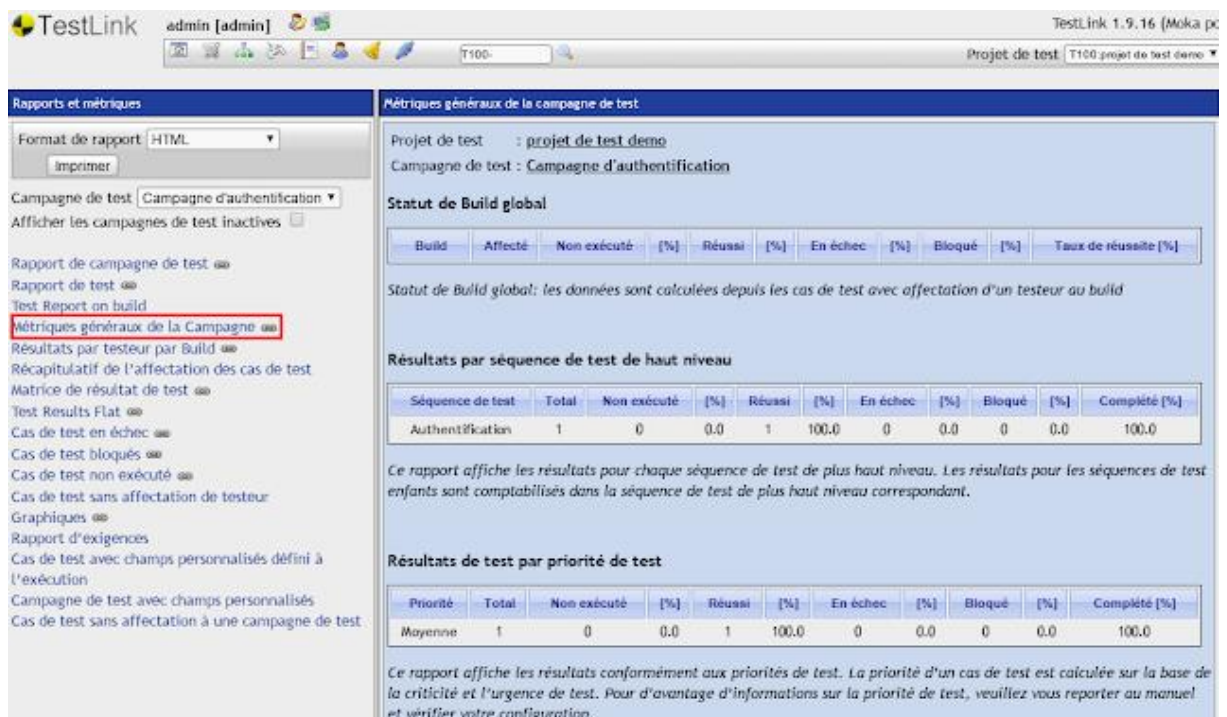 TestLink admin [admin] TestLink 1.9.16 (Moka po
T100- Projet de test T100:projet de test demo
Rapports et métriques
Format de rapport HTML
Imprimer
Campagne de test Campagne d'authentification
Afficher les campagnes de test inactives
Rapport de campagne de test
Rapport de test
Test Report on build
Métriques généraux de la Campagne
Résultats par testeur par Build
Récapitulatif de l'affectation des cas de test
Matrice de résultat de test
Test Results Flat
Cas de test en échec
Cas de test bloqués
Cas de test non exécuté
Cas de test sans affectation de testeur
Graphiques
Rapport d'exigences
Cas de test avec champs personnalisés défini à
l'exécution
Campagne de test avec champs personnalisés
Cas de test sans affectation à une campagne de test
Métriques généraux de la campagne de test
Projet de test : projet de test demo
Campagne de test : Campagne d'authentification
Statut de Build global
Build Affecté Non exécuté [%] Réussi [%] En échec [%] Bloqué [%] Taux de réussite [%]
Statut de Build global: les données sont calculées depuis les cas de test avec affectation d'un testeur au build
Résultats par séquence de test de haut niveau
Séquence de test Total Non exécuté [%] Réussi [%] En échec [%] Bloqué [%] Complété [%]
Authentification 1 0 0.0 1 100.0 0 0.0 0 0.0 100.0
Ce rapport affiche les résultats pour chaque séquence de test de plus haut niveau. Les résultats pour les séquences de test
enfants sont comptabilisés dans la séquence de test de plus haut niveau correspondant.
Résultats de test par priorité de test
Priorité Total Non exécuté [%] Réussi [%] En échec [%] Bloqué [%] Complété [%]
Moyenne 1 0 0.0 1 100.0 0 0.0 0 0.0 100.0
Ce rapport affiche les résultats conformément aux priorités de test. La priorité d'un cas de test est calculée sur la base de
la criticité et l'urgence de test. Pour d'avantage d'informations sur la priorité de test, veuillez vous reporter au manuel
et vérifier votre configuration.